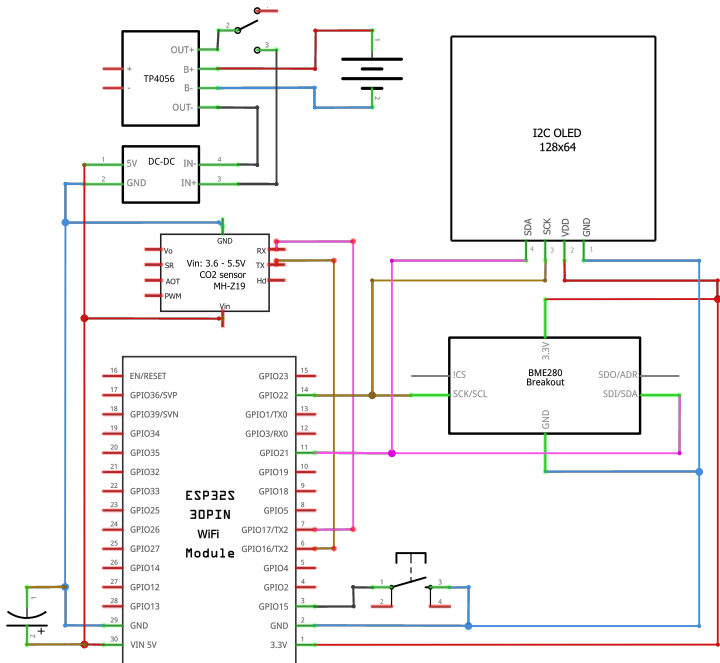 2
3
OUT+
B+
B-
OUT-
TP4056
+
-
1
2
1
5V
2
GND
DC-DC
IN-
4
IN+
3
I2C OLED
128x64
SDA
SCK
VDD
GND
4
3
2
1
GND
Vo
SR
AOT
PWM
Vin: 3.6 - 5.5V
CO2 sensor
MH-Z19
RX
TX
Hd
Vin
3.3V
BME280
Breakout
!CS
SCK/SCL
SDO/ADR
SDI/SDA
GND
16 EN/RESET GPIO23 15
17 GPIO36/SVP GPIO22 14
18 GPIO39/SVN GPIO1/TX0 13
19 GPIO34 GPIO3/RX0 12
20 GPIO35 GPIO21 11
21 GPIO32 GPIO19 10
22 GPIO33 GPIO18 9
23 GPIO25 GPIO5 8
24 GPIO26 GPIO17/TX2 7
25 GPIO27 GPIO16/TX2 6
26 GPIO14 GPIO4 5
27 GPIO12 GPIO2 4
28 GPIO13 GPIO15 3
29 GND GND 2
30 VIN 5V 3.3V 1
ESP32S
30PIN
WiFi
Module
1
2
3
4
1
2
+